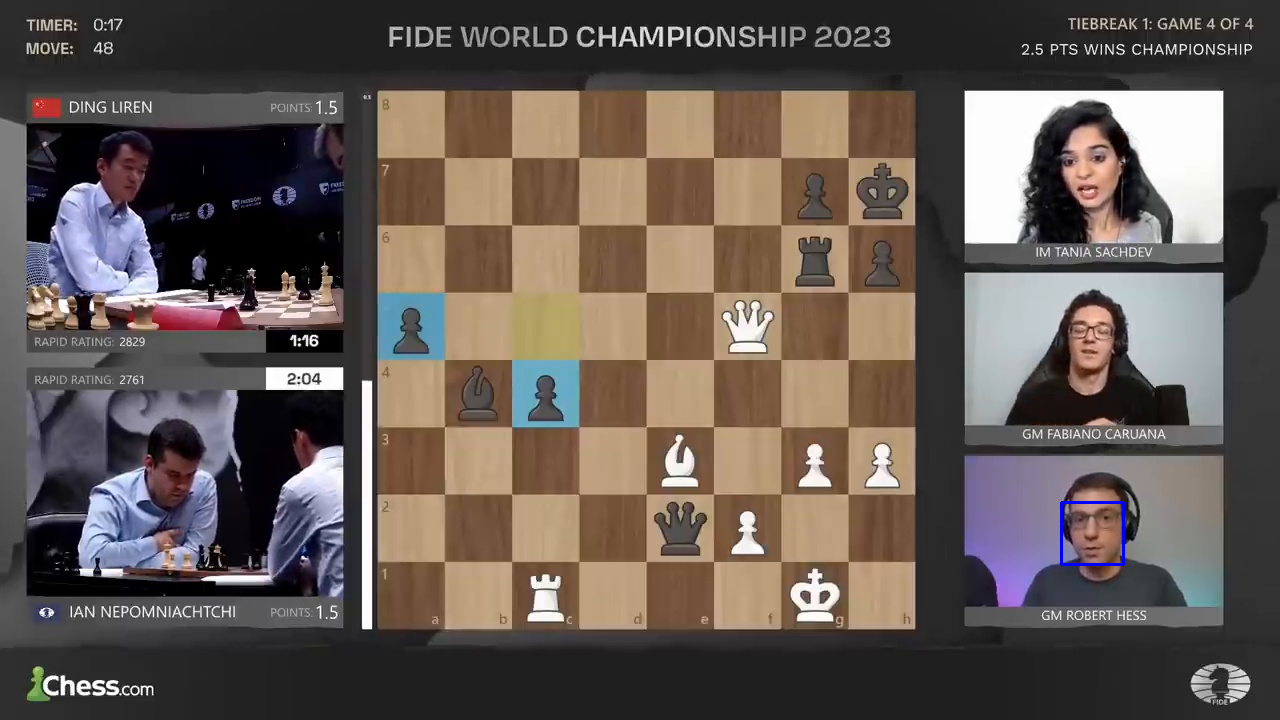 TIMER: 0:17
MOVE: 48
FIDE WORLD CHAMPIONSHIP 2023
TIEBREAK 1: GAME 4 OF 4
2.5 PTS WINS CHAMPIONSHIP
DING LIREN POINTS: 1.5
RAPID RATING: 2829 1:16
RAPID RATING: 2761 2:04
IAN NEPOMNIACHTCHI POINTS: 1.5
0.3
8
7
6
5
4
3
2
1
a b c d e f g h
IM TANIA SACHDEV
GM FABIANO CARUANA
GM ROBERT HESS
Chess.com
FIDE